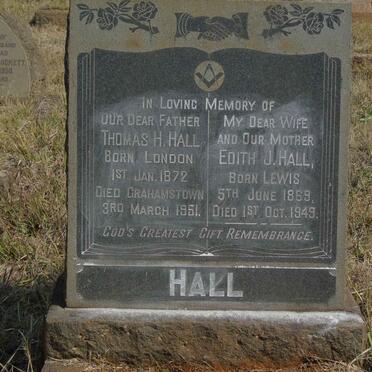 In Loving Memory of
Our Dear Father
Thomas H. Hall
Born London
1st Jan. 1872
Died Grahamstown
3rd March 1951.
My Dear Wife
and Our Mother
Edith J. Hall,
Born Lewis
5th June 1869.
Died 1st Oct. 1949.
God's Greatest Gift Remembrance.
HALL